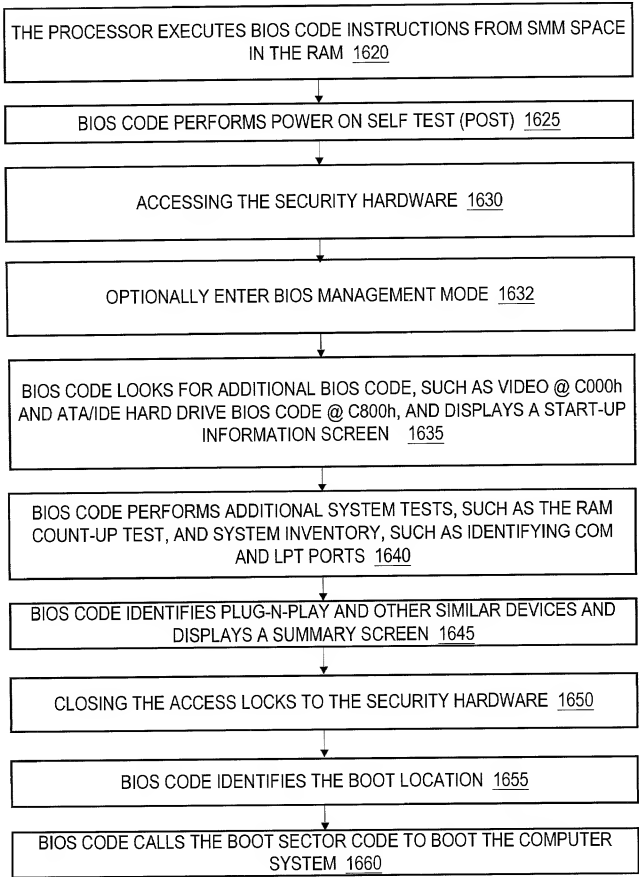 THE PROCESSOR EXECUTES BIOS CODE INSTRUCTIONS FROM SMM SPACE
IN THE RAM 1620
BIOS CODE PERFORMS POWER ON SELF TEST (POST) 1625
ACCESSING THE SECURITY HARDWARE 1630
OPTIONALLY ENTER BIOS MANAGEMENT MODE 1632
BIOS CODE LOOKS FOR ADDITIONAL BIOS CODE, SUCH AS VIDEO @ C000h
AND ATA/IDE HARD DRIVE BIOS CODE @ C800h, AND DISPLAYS A START-UP
INFORMATION SCREEN 1635
BIOS CODE PERFORMS ADDITIONAL SYSTEM TESTS, SUCH AS THE RAM
COUNT-UP TEST, AND SYSTEM INVENTORY, SUCH AS IDENTIFYING COM
AND LPT PORTS 1640
BIOS CODE IDENTIFIES PLUG-N-PLAY AND OTHER SIMILAR DEVICES AND
DISPLAYS A SUMMARY SCREEN 1645
CLOSING THE ACCESS LOCKS TO THE SECURITY HARDWARE 1650
BIOS CODE IDENTIFIES THE BOOT LOCATION 1655
BIOS CODE CALLS THE BOOT SECTOR CODE TO BOOT THE COMPUTER
SYSTEM 1660